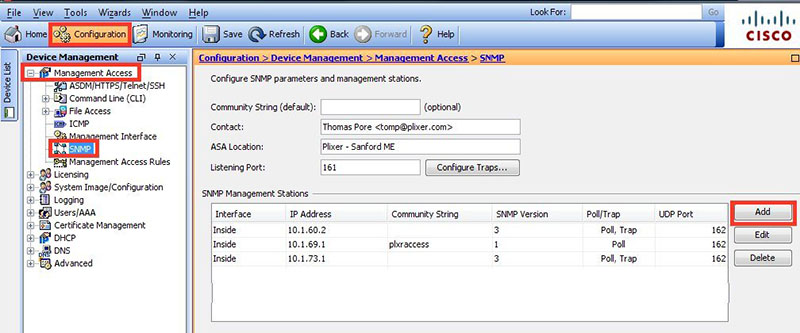 File View Tools Wizards Window Help Look For: Go
Home Configuration Monitoring Save Refresh Back Forward Help
CISCO
Device List
Device Management
Management Access
ASDM/HTTPS/Telnet/SSH
Command Line (CLI)
File Access
ICMP
Management Interface
SNMP
Management Access Rules
Licensing
System Image/Configuration
Logging
Users/AAA
Certificate Management
DHCP
DNS
Advanced
Configuration > Device Management > Management Access > SNMP
Configure SNMP parameters and management stations.
Community String (default): (optional)
Contact: Thomas Pore <tomp@plixer.com>
ASA Location: Plixer - Sanford ME
Listening Port: 161 Configure Traps...
SNMP Management Stations
Interface IP Address Community String SNMP Version Poll/Trap UDP Port
Inside 10.1.60.2 3 Poll, Trap 162
Inside 10.1.69.1 plxraccess 1 Poll 162
Inside 10.1.73.1 3 Poll, Trap 162
Add
Edit
Delete